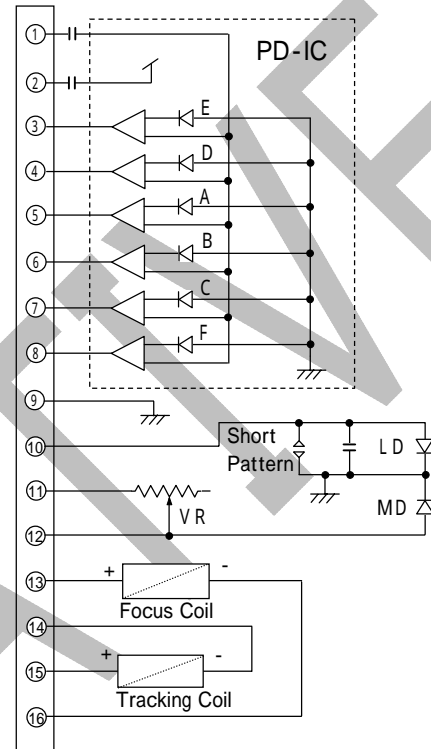 ① PD-IC
②
③ E
④ D
⑤ A
⑥ B
⑦ C
⑧ F
⑨
⑩ Short Pattern LD
⑪ MD
⑫ VR
⑬ + -
Focus Coil
⑭
⑮ + -
Tracking Coil
⑯